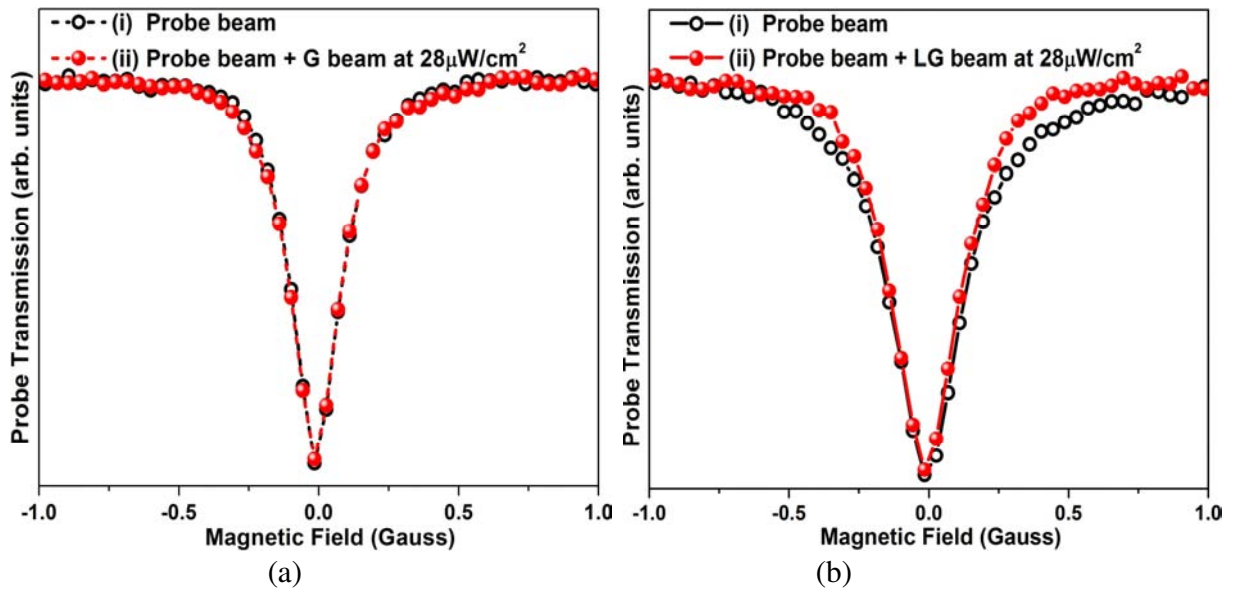 (i) Probe beam
(ii) Probe beam + G beam at 28μW/cm²
Probe Transmission (arb. units)
-1.0 -0.5 0.0 0.5 1.0
Magnetic Field (Gauss)
(a)
(i) Probe beam
(ii) Probe beam + LG beam at 28μW/cm²
Probe Transmission (arb. units)
-1.0 -0.5 0.0 0.5 1.0
Magnetic Field (Gauss)
(b)